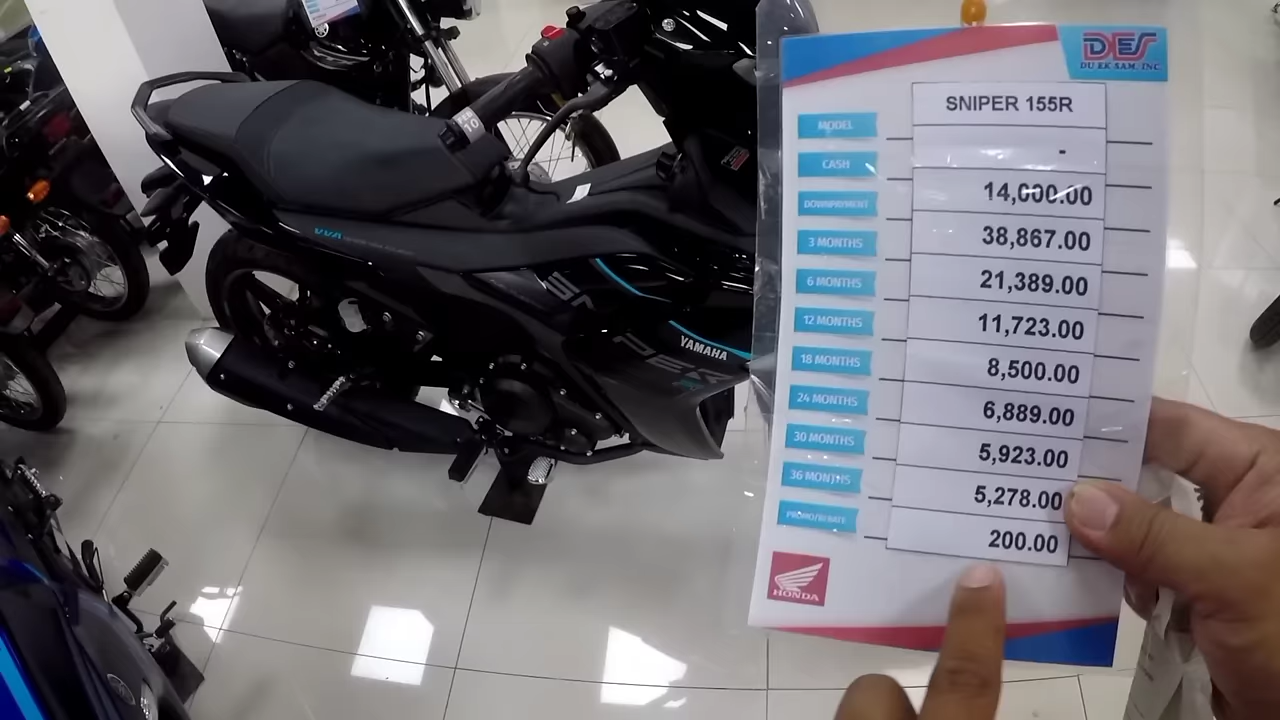 DES
DU EK SAM, INC.
MODEL
SNIPER 155R
CASH
-
DOWNPAYMENT
14,000.00
3 MONTHS
38,867.00
6 MONTHS
21,389.00
12 MONTHS
11,723.00
18 MONTHS
8,500.00
24 MONTHS
6,889.00
30 MONTHS
5,923.00
36 MONTHS
5,278.00
PROMO/REBATE
200.00
HONDA
VVA
YAMAHA